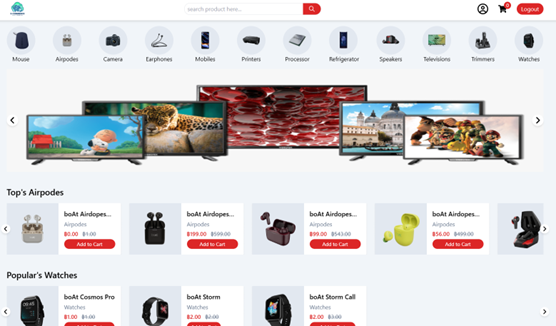 search product here...
0
Logout
Mouse Airpodes Camera Earphones Mobiles Printers Processor Refrigerator Speakers Televisions Trimmers Watches
Top's Airpodes
boAt Airdopes... boAt Airdopes... boAt Airdopes... boAt Airdopes...
Airpodes Airpodes Airpodes Airpodes
฿0.00 ฿1.00 ฿199.00 ฿599.00 ฿99.00 ฿543.00 ฿56.00 ฿499.00
Add to Cart Add to Cart Add to Cart Add to Cart
Popular's Watches
boAt Cosmos Pro boAt Storm boAt Storm Call
Watches Watches Watches
฿1.00 ฿1.00 ฿2.00 ฿2.00 ฿2.00 ฿3.00